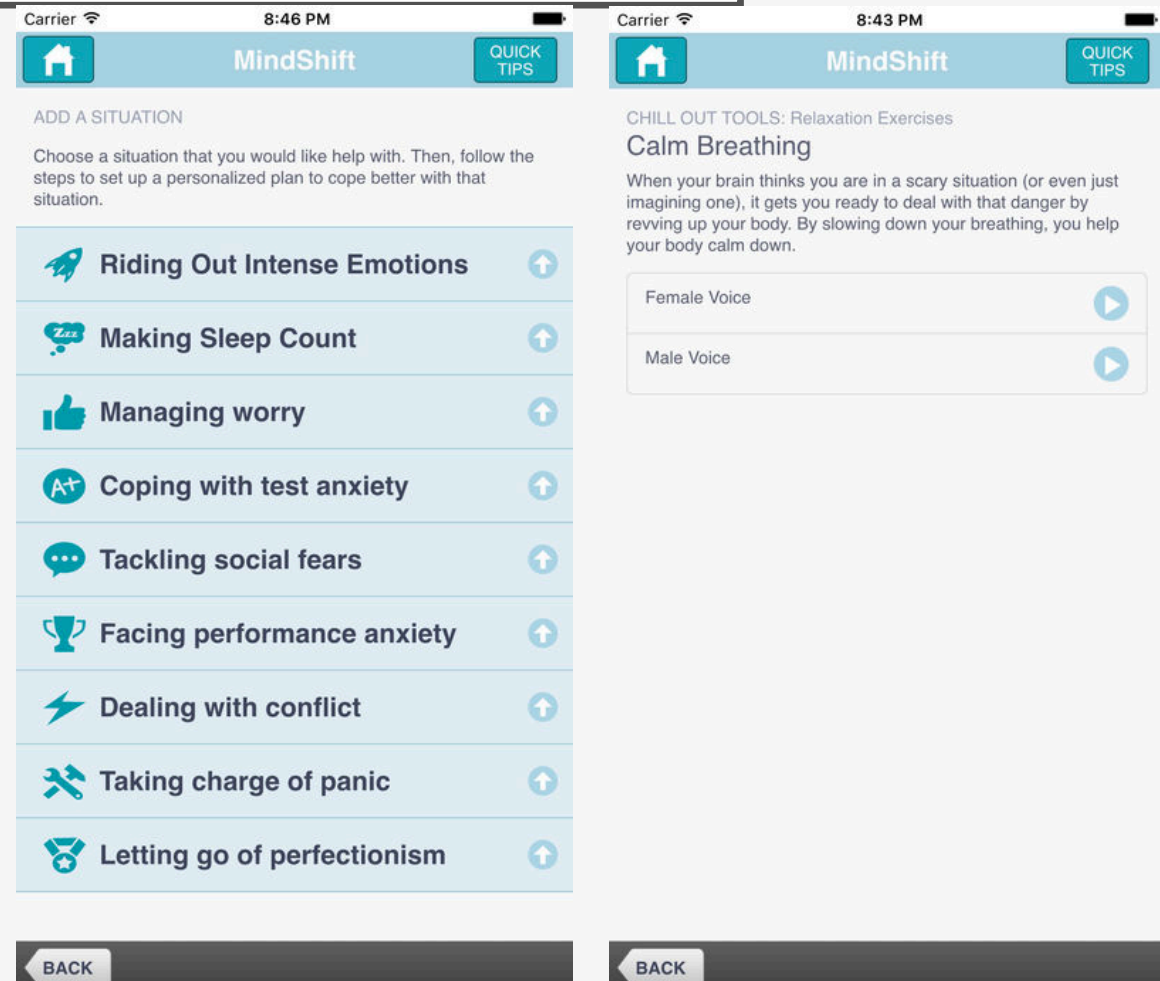 Carrier 8:46 PM
MindShift
QUICK
TIPS
ADD A SITUATION
Choose a situation that you would like help with. Then, follow the
steps to set up a personalized plan to cope better with that
situation.
Riding Out Intense Emotions
Zzz
Making Sleep Count
Managing worry
A+
Coping with test anxiety
Tackling social fears
Facing performance anxiety
Dealing with conflict
Taking charge of panic
Letting go of perfectionism
BACK
Carrier 8:43 PM
MindShift
QUICK
TIPS
CHILL OUT TOOLS: Relaxation Exercises
Calm Breathing
When your brain thinks you are in a scary situation (or even just
imagining one), it gets you ready to deal with that danger by
revving up your body. By slowing down your breathing, you help
your body calm down.
Female Voice
Male Voice
BACK